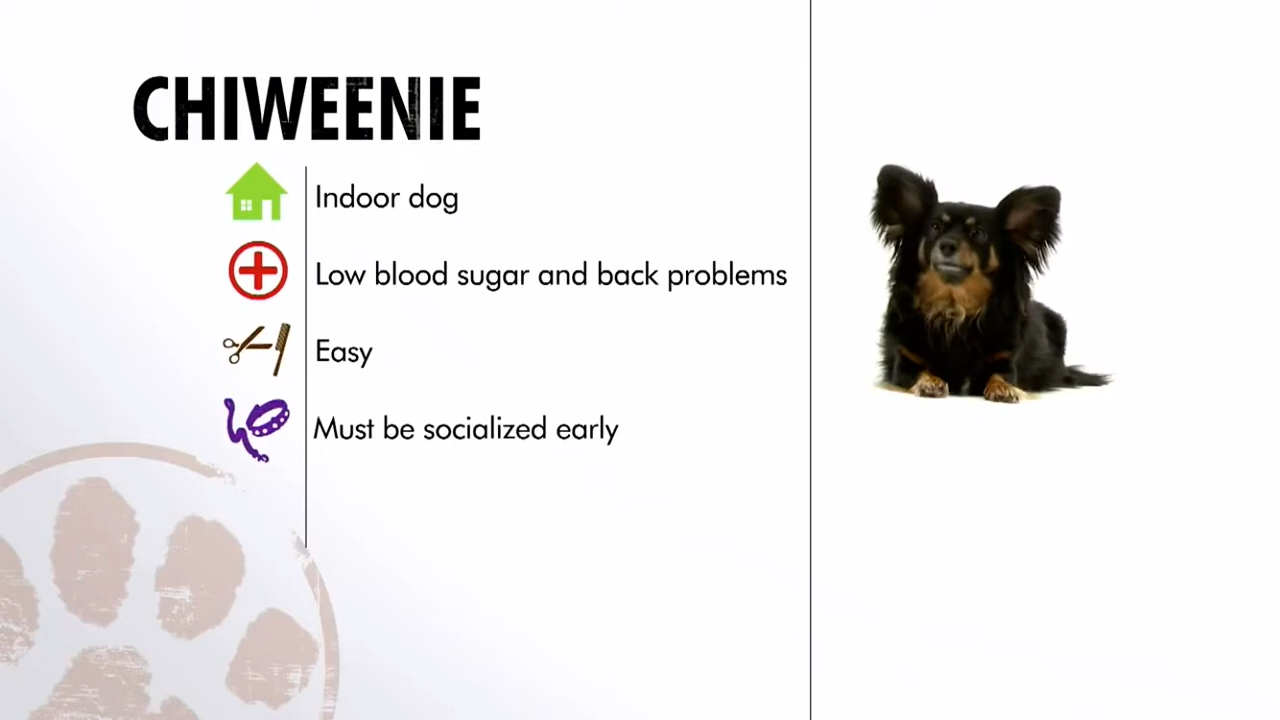 CHIWEENIE
Indoor dog
Low blood sugar and back problems
Easy
Must be socialized early